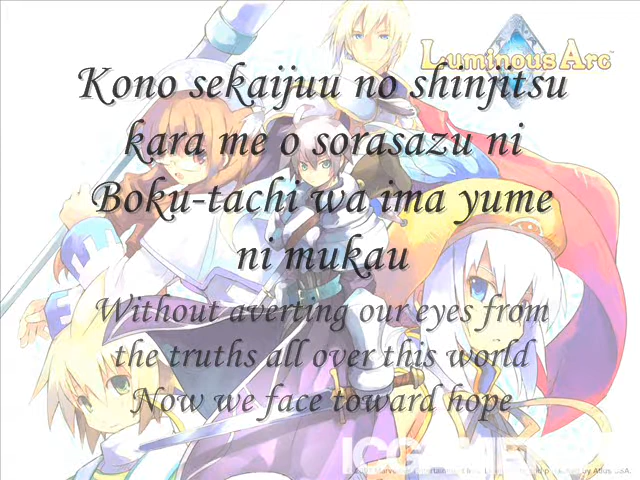 Luminous Arc
Kono sekaijuu no shinjitsu
kara me o sorasazu ni
Boku-tachi wa ima yume
ni mukau
Without averting our eyes from
the truths all over this world
Now we face toward hope